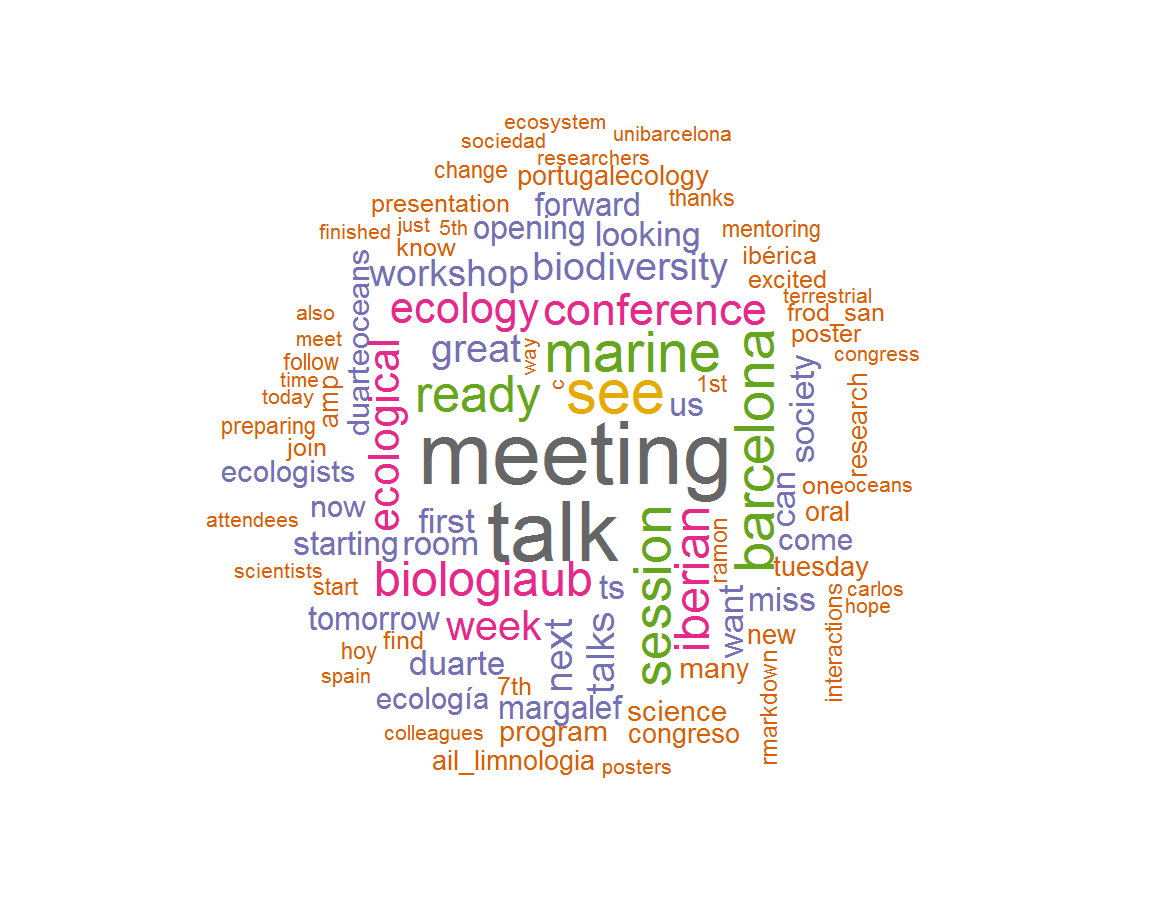 ecosystem
unibarcelona
sociedad
researchers
change
portugalecology
thanks
presentation
forward
finished
just
5th
opening
looking
mentoring
know
ibérica
workshop
biodiversity
excited
duarteoceans
terrestrial
also
ecology
conference
frod_san
meet
great
way
marine
poster
follow
congress
time
today
amp
ecological
ready
c
see
1st
us
barcelona
society
research
preparing
join
meeting
ecologists
can
one
oceans
now
first
attendees
talk
session
iberian
ramon
oral
starting
room
come
scientists
start
biologiaub
ts
tuesday
want
miss
carlos
hope
tomorrow
week
next
talks
new
interactions
hoy
find
spain
duarte
7th
many
rmarkdown
ecología
margalef
science
colleagues
program
congreso
ail_limnologia
posters